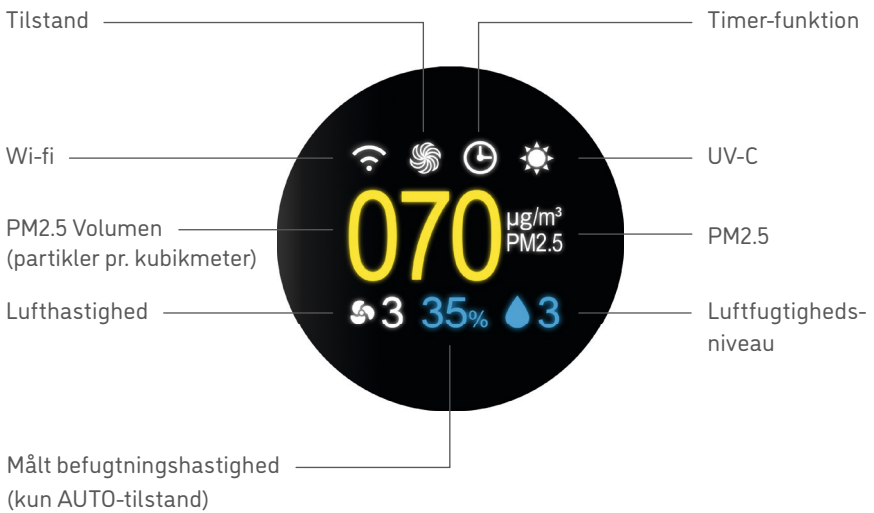 Tilstand
Timer-funktion
Wi-fi
UV-C
PM2.5 Volumen
(partikler pr. kubikmeter)
070
µg/m³
PM2.5
PM2.5
Lufthastighed
3 35% 3
Luftfugtigheds-
niveau
Målt befugtningshastighed
(kun AUTO-tilstand)